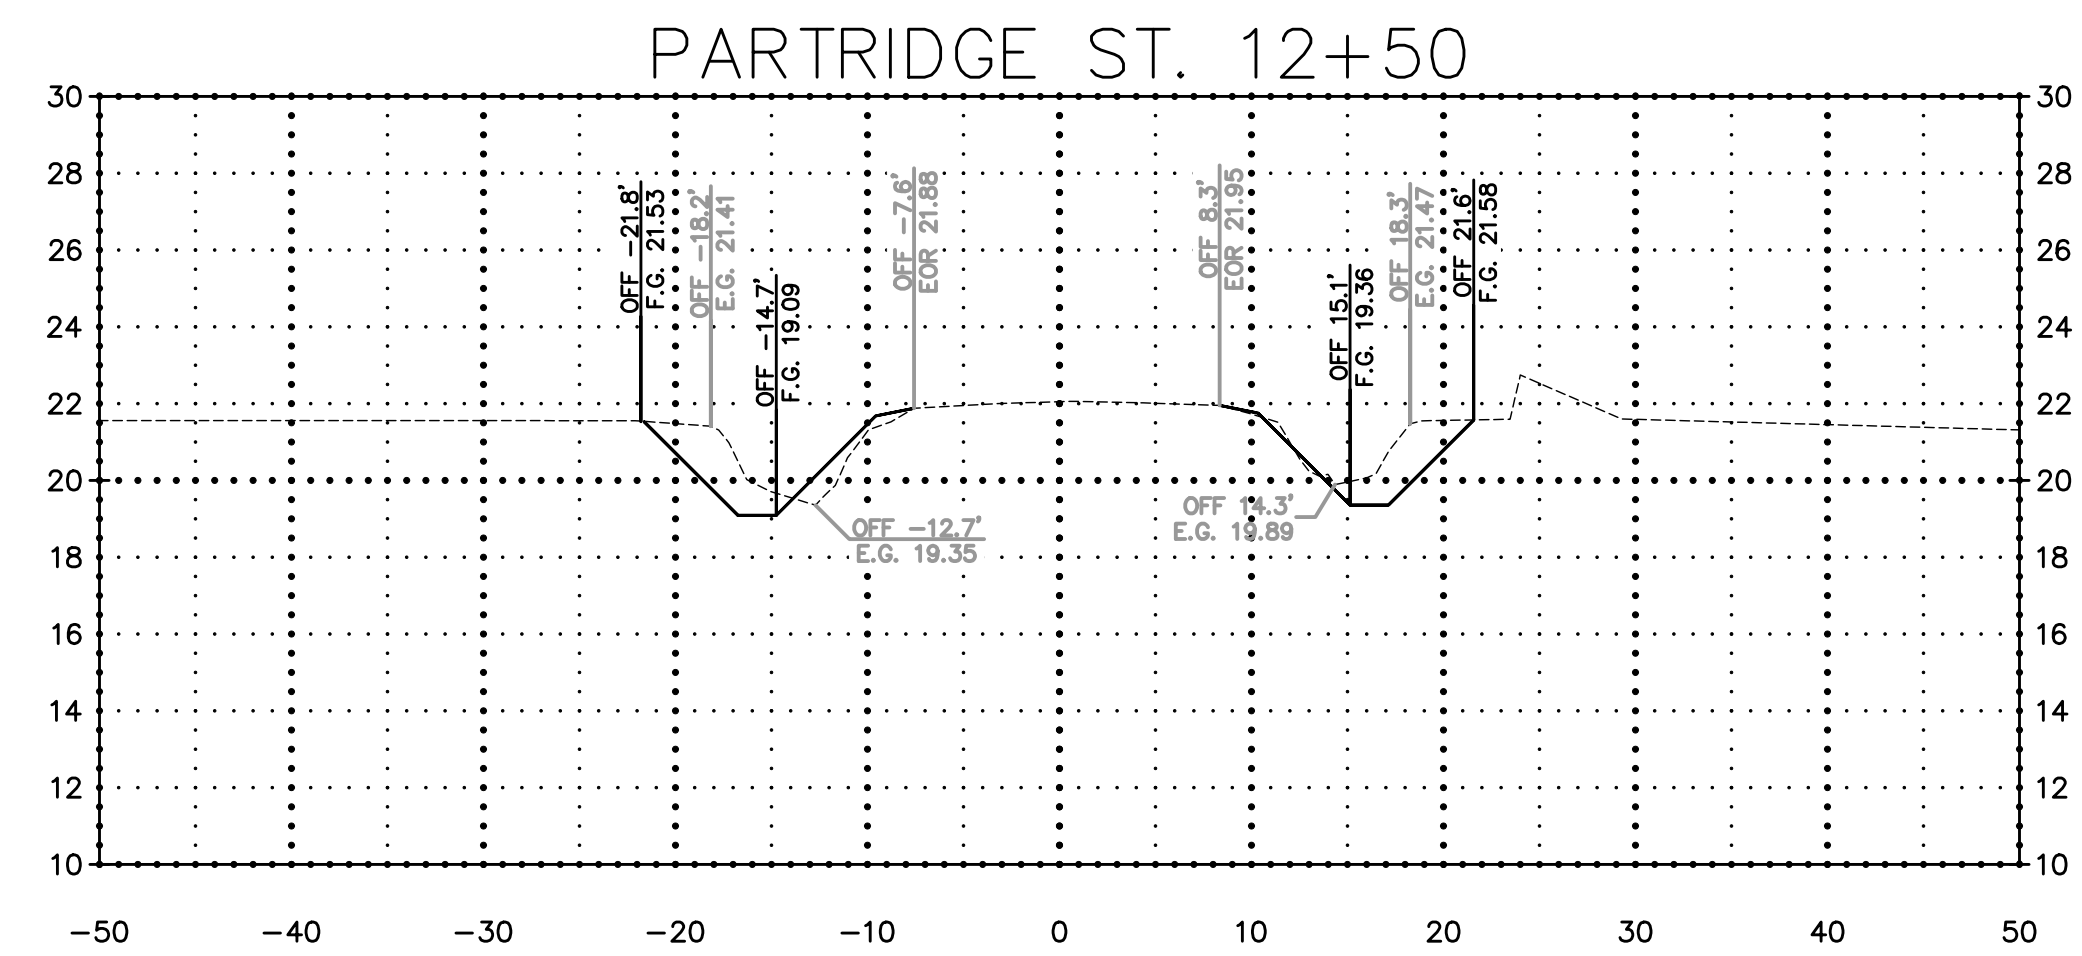 PARTRIDGE ST. 12+50
30
30
28
28
26
26
24
24
22
22
20
20
18
18
16
16
14
14
12
12
10
10
OFF -21.8'
F.G. 21.53
OFF -18.2'
E.G. 21.41
OFF -14.7'
F.G. 19.09
OFF -7.6'
EOR 21.88
OFF 8.3'
EOR 21.95
OFF 15.1'
F.G. 19.36
OFF 18.3'
E.G. 21.47
OFF 21.6'
F.G. 21.58
OFF -12.7'
E.G. 19.35
OFF 14.3'
E.G. 19.89
-50
-40
-30
-20
-10
0
10
20
30
40
50